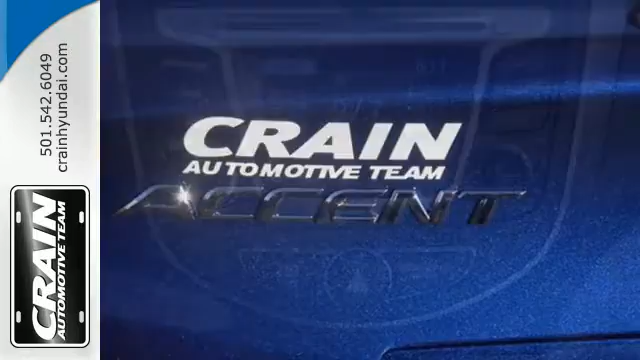 501.542.6049
crainhyundai.com
CRAIN
AUTOMOTIVE TEAM
CRAIN
AUTOMOTIVE TEAM
ACCENT